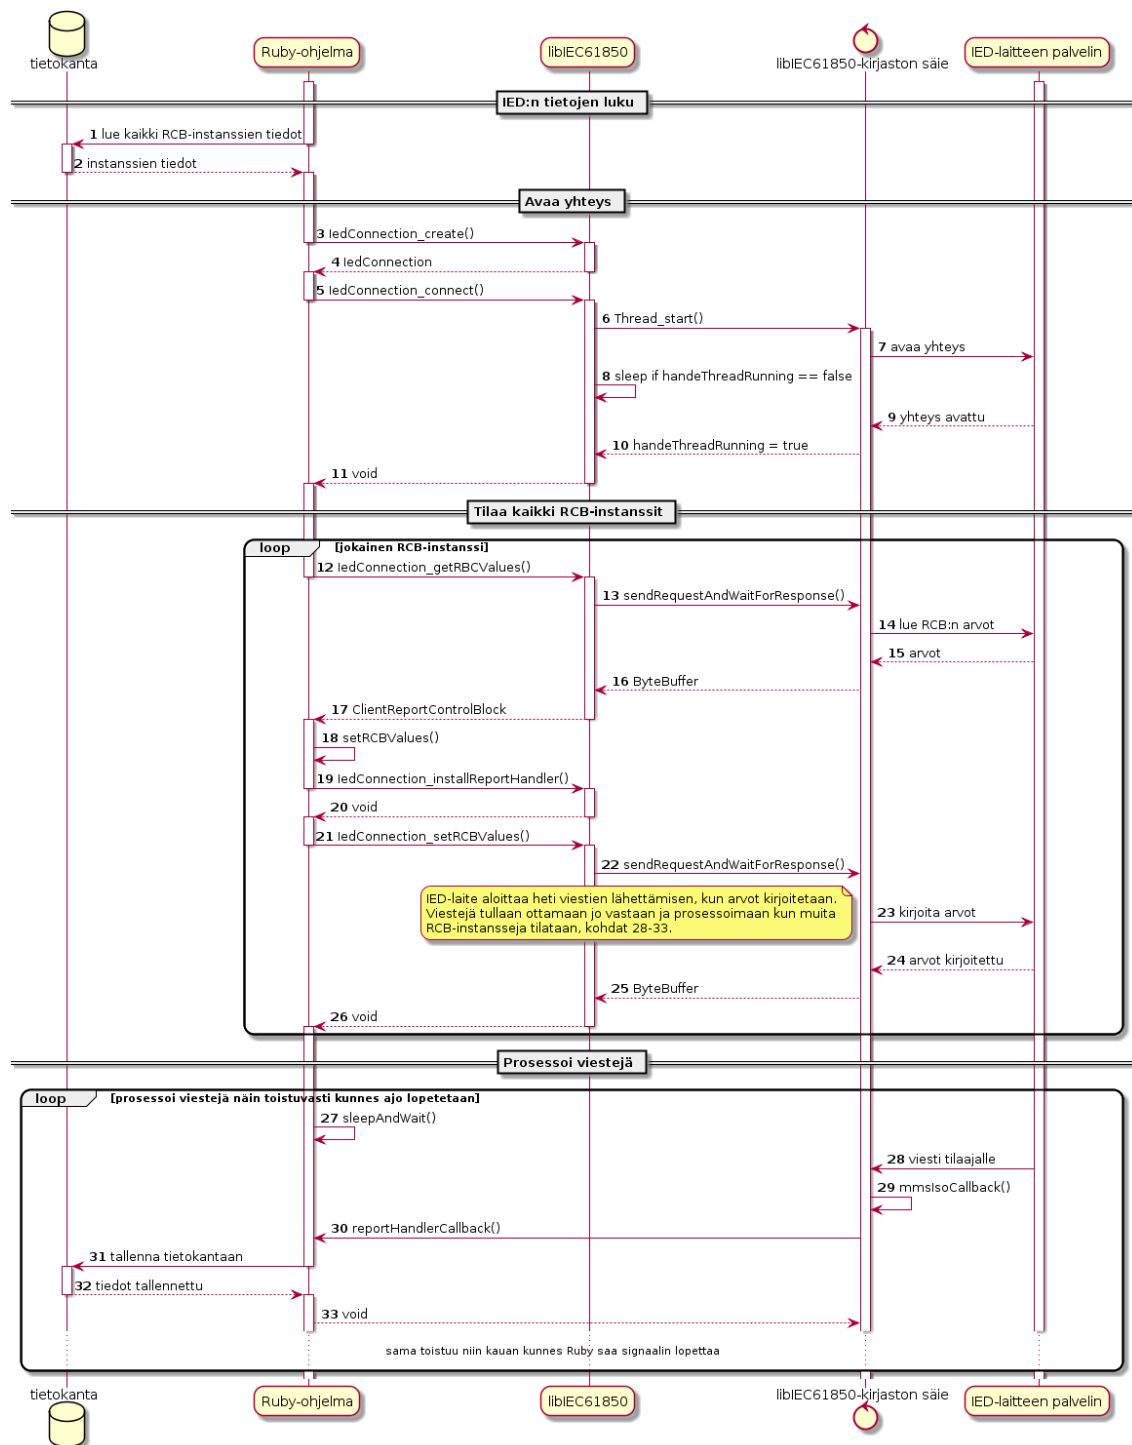 tietokanta
Ruby-ohjelma
libIEC61850
libIEC61850-kirjaston säie
IED-laitteen palvelin
IED:n tietojen luku
1 lue kaikki RCB-instanssien tiedot
2 instanssien tiedot
Avaa yhteys
3 IedConnection_create()
4 IedConnection
5 IedConnection_connect()
6 Thread_start()
7 avaa yhteys
8 sleep if handeThreadRunning == false
9 yhteys avattu
10 handeThreadRunning = true
11 void
Tilaa kaikki RCB-instanssit
loop [jokainen RCB-instanssi]
12 IedConnection_getRBCValues()
13 sendRequestAndWaitForResponse()
14 lue RCB:n arvot
15 arvot
16 ByteBuffer
17 ClientReportControlBlock
18 setRCBValues()
19 IedConnection_installReportHandler()
20 void
21 IedConnection_setRCBValues()
22 sendRequestAndWaitForResponse()
IED-laite aloittaa heti viestien lähettämisen, kun arvot kirjoitetaan.
Viestejä tullaan ottamaan jo vastaan ja prosessoimaan kun muita
RCB-instansseja tilataan, kohdat 28-33.
23 kirjoita arvot
24 arvot kirjoitettu
25 ByteBuffer
26 void
Prosessoi viestejä
loop [prosessoi viestejä näin toistuvasti kunnes ajo lopetetaan]
27 sleepAndWait()
28 viesti tilaajalle
29 mmsIsoCallback()
30 reportHandlerCallback()
31 tallenna tietokantaan
32 tiedot tallennettu
33 void
sama toistuu niin kauan kunnes Ruby saa signaalin lopettaa
tietokanta
Ruby-ohjelma
libIEC61850
libIEC61850-kirjaston säie
IED-laitteen palvelin